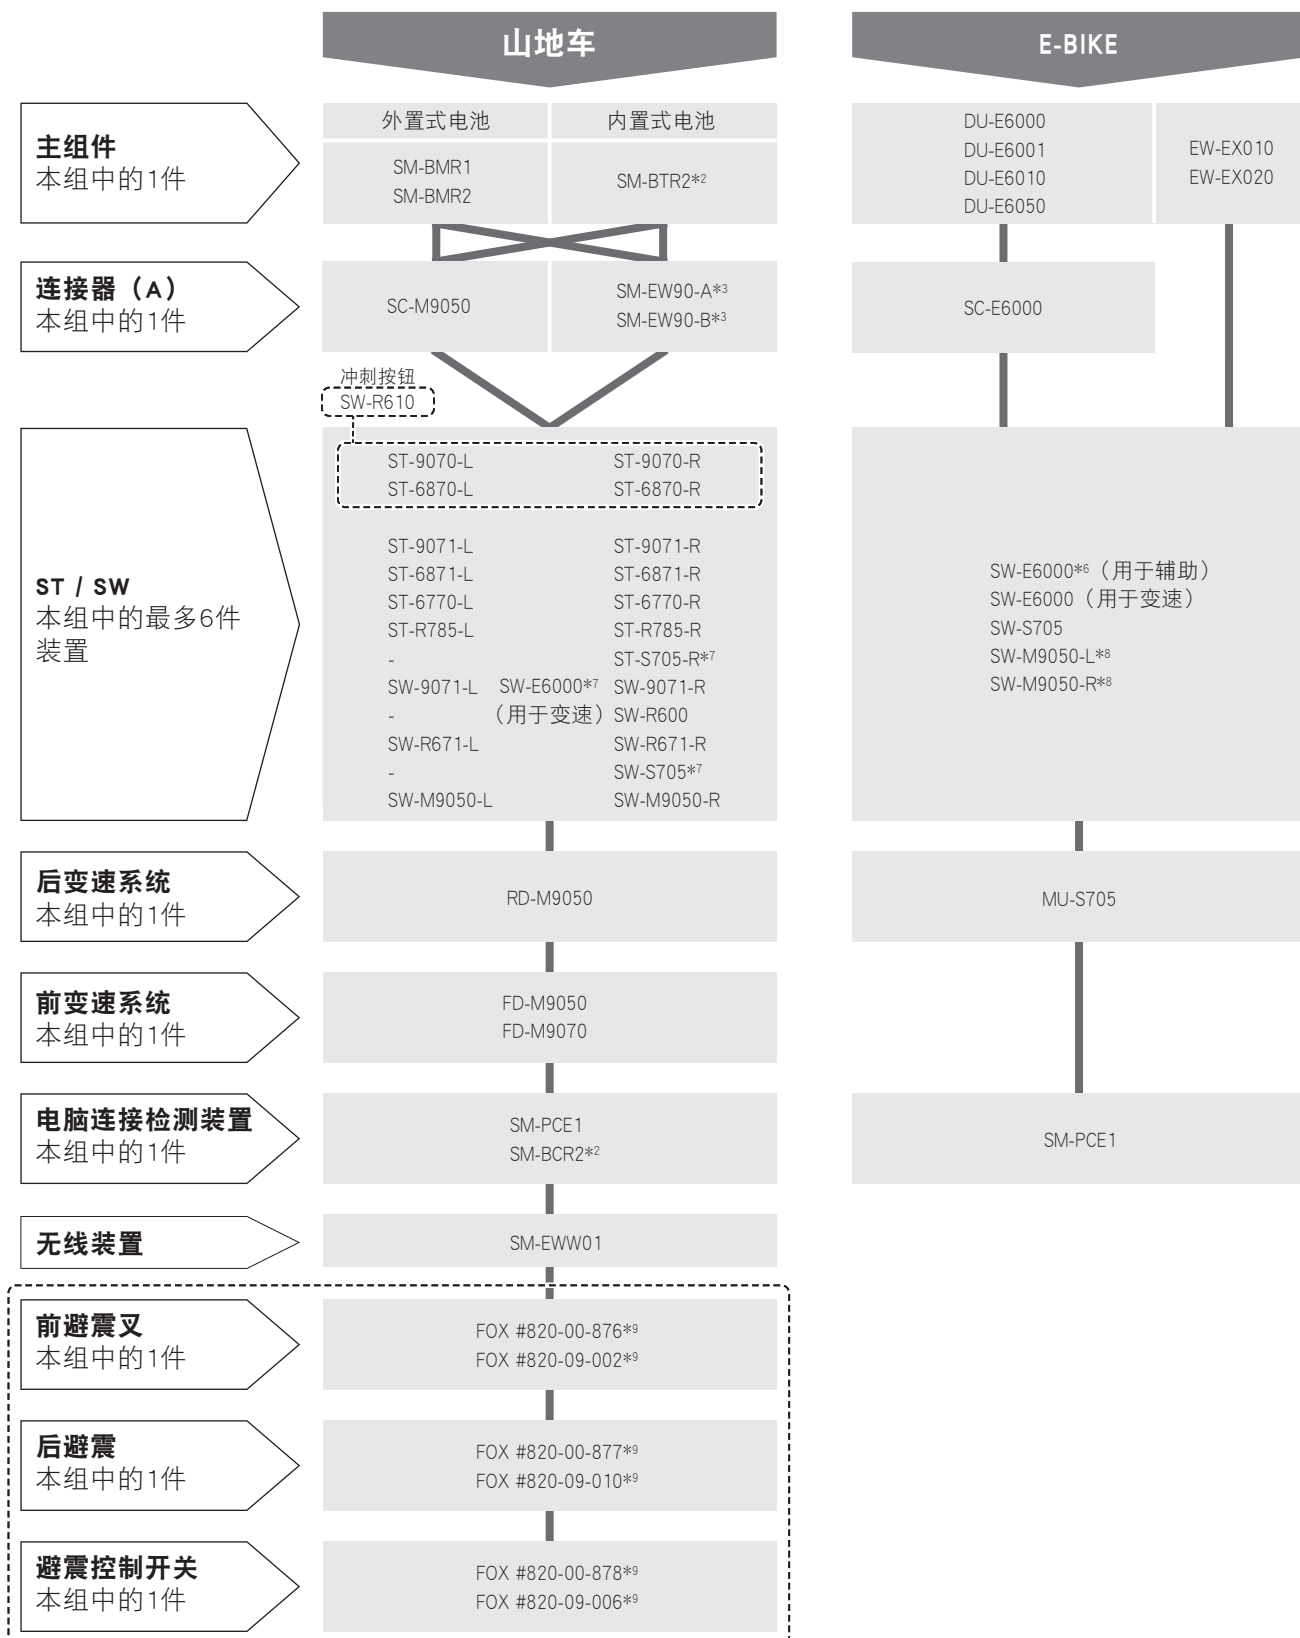 山地车
E-BIKE
主组件
本组中的1件
外置式电池
内置式电池
SM-BMR1
SM-BMR2
SM-BTR2*2
DU-E6000
DU-E6001
DU-E6010
DU-E6050
EW-EX010
EW-EX020
连接器（A）
本组中的1件
SC-M9050
SM-EW90-A*3
SM-EW90-B*3
SC-E6000
冲刺按钮
SW-R610
ST / SW
本组中的最多6件
装置
ST-9070-L ST-9070-R
ST-6870-L ST-6870-R
ST-9071-L ST-9071-R
ST-6871-L ST-6871-R
ST-6770-L ST-6770-R
ST-R785-L ST-R785-R
- ST-S705-R*7
SW-9071-L SW-E6000*7 SW-9071-R
- （用于变速） SW-R600
SW-R671-L SW-R671-R
- SW-S705*7
SW-M9050-L SW-M9050-R
SW-E6000*6（用于辅助）
SW-E6000（用于变速）
SW-S705
SW-M9050-L*8
SW-M9050-R*8
后变速系统
本组中的1件
RD-M9050
MU-S705
前变速系统
本组中的1件
FD-M9050
FD-M9070
电脑连接检测装置
本组中的1件
SM-PCE1
SM-BCR2*2
SM-PCE1
无线装置
SM-EWW01
前避震叉
本组中的1件
FOX #820-00-876*9
FOX #820-09-002*9
后避震
本组中的1件
FOX #820-00-877*9
FOX #820-09-010*9
避震控制开关
本组中的1件
FOX #820-00-878*9
FOX #820-09-006*9